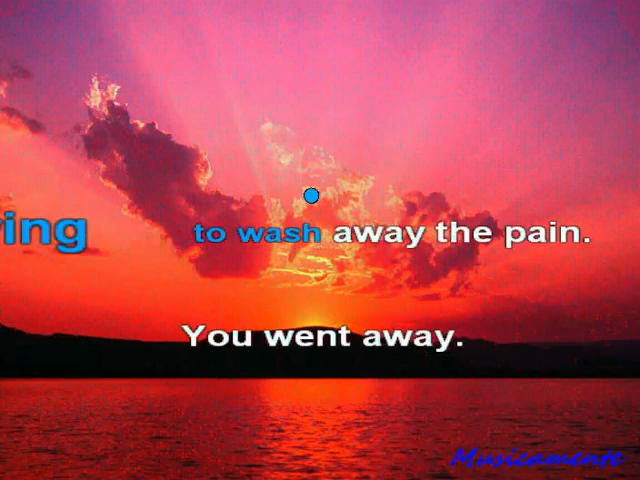 ing to wash away the pain.
You went away.
Musicamente